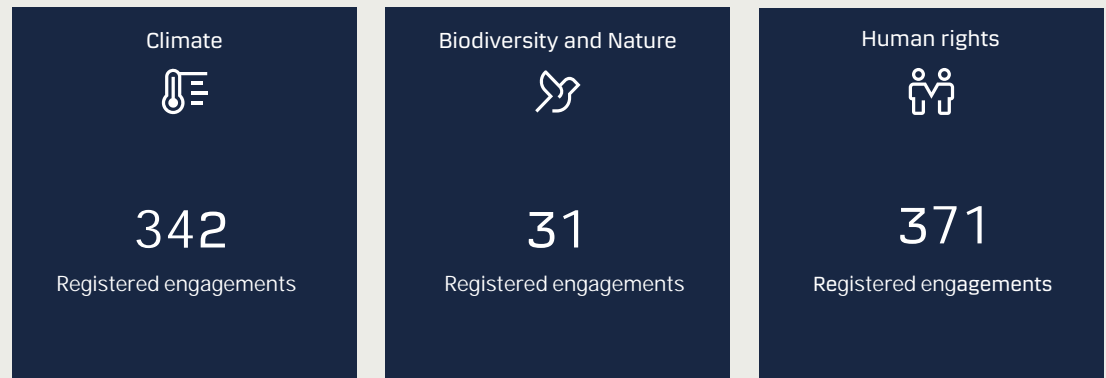 Climate
342
Registered engagements
Biodiversity and Nature
31
Registered engagements
Human rights
371
Registered engagements